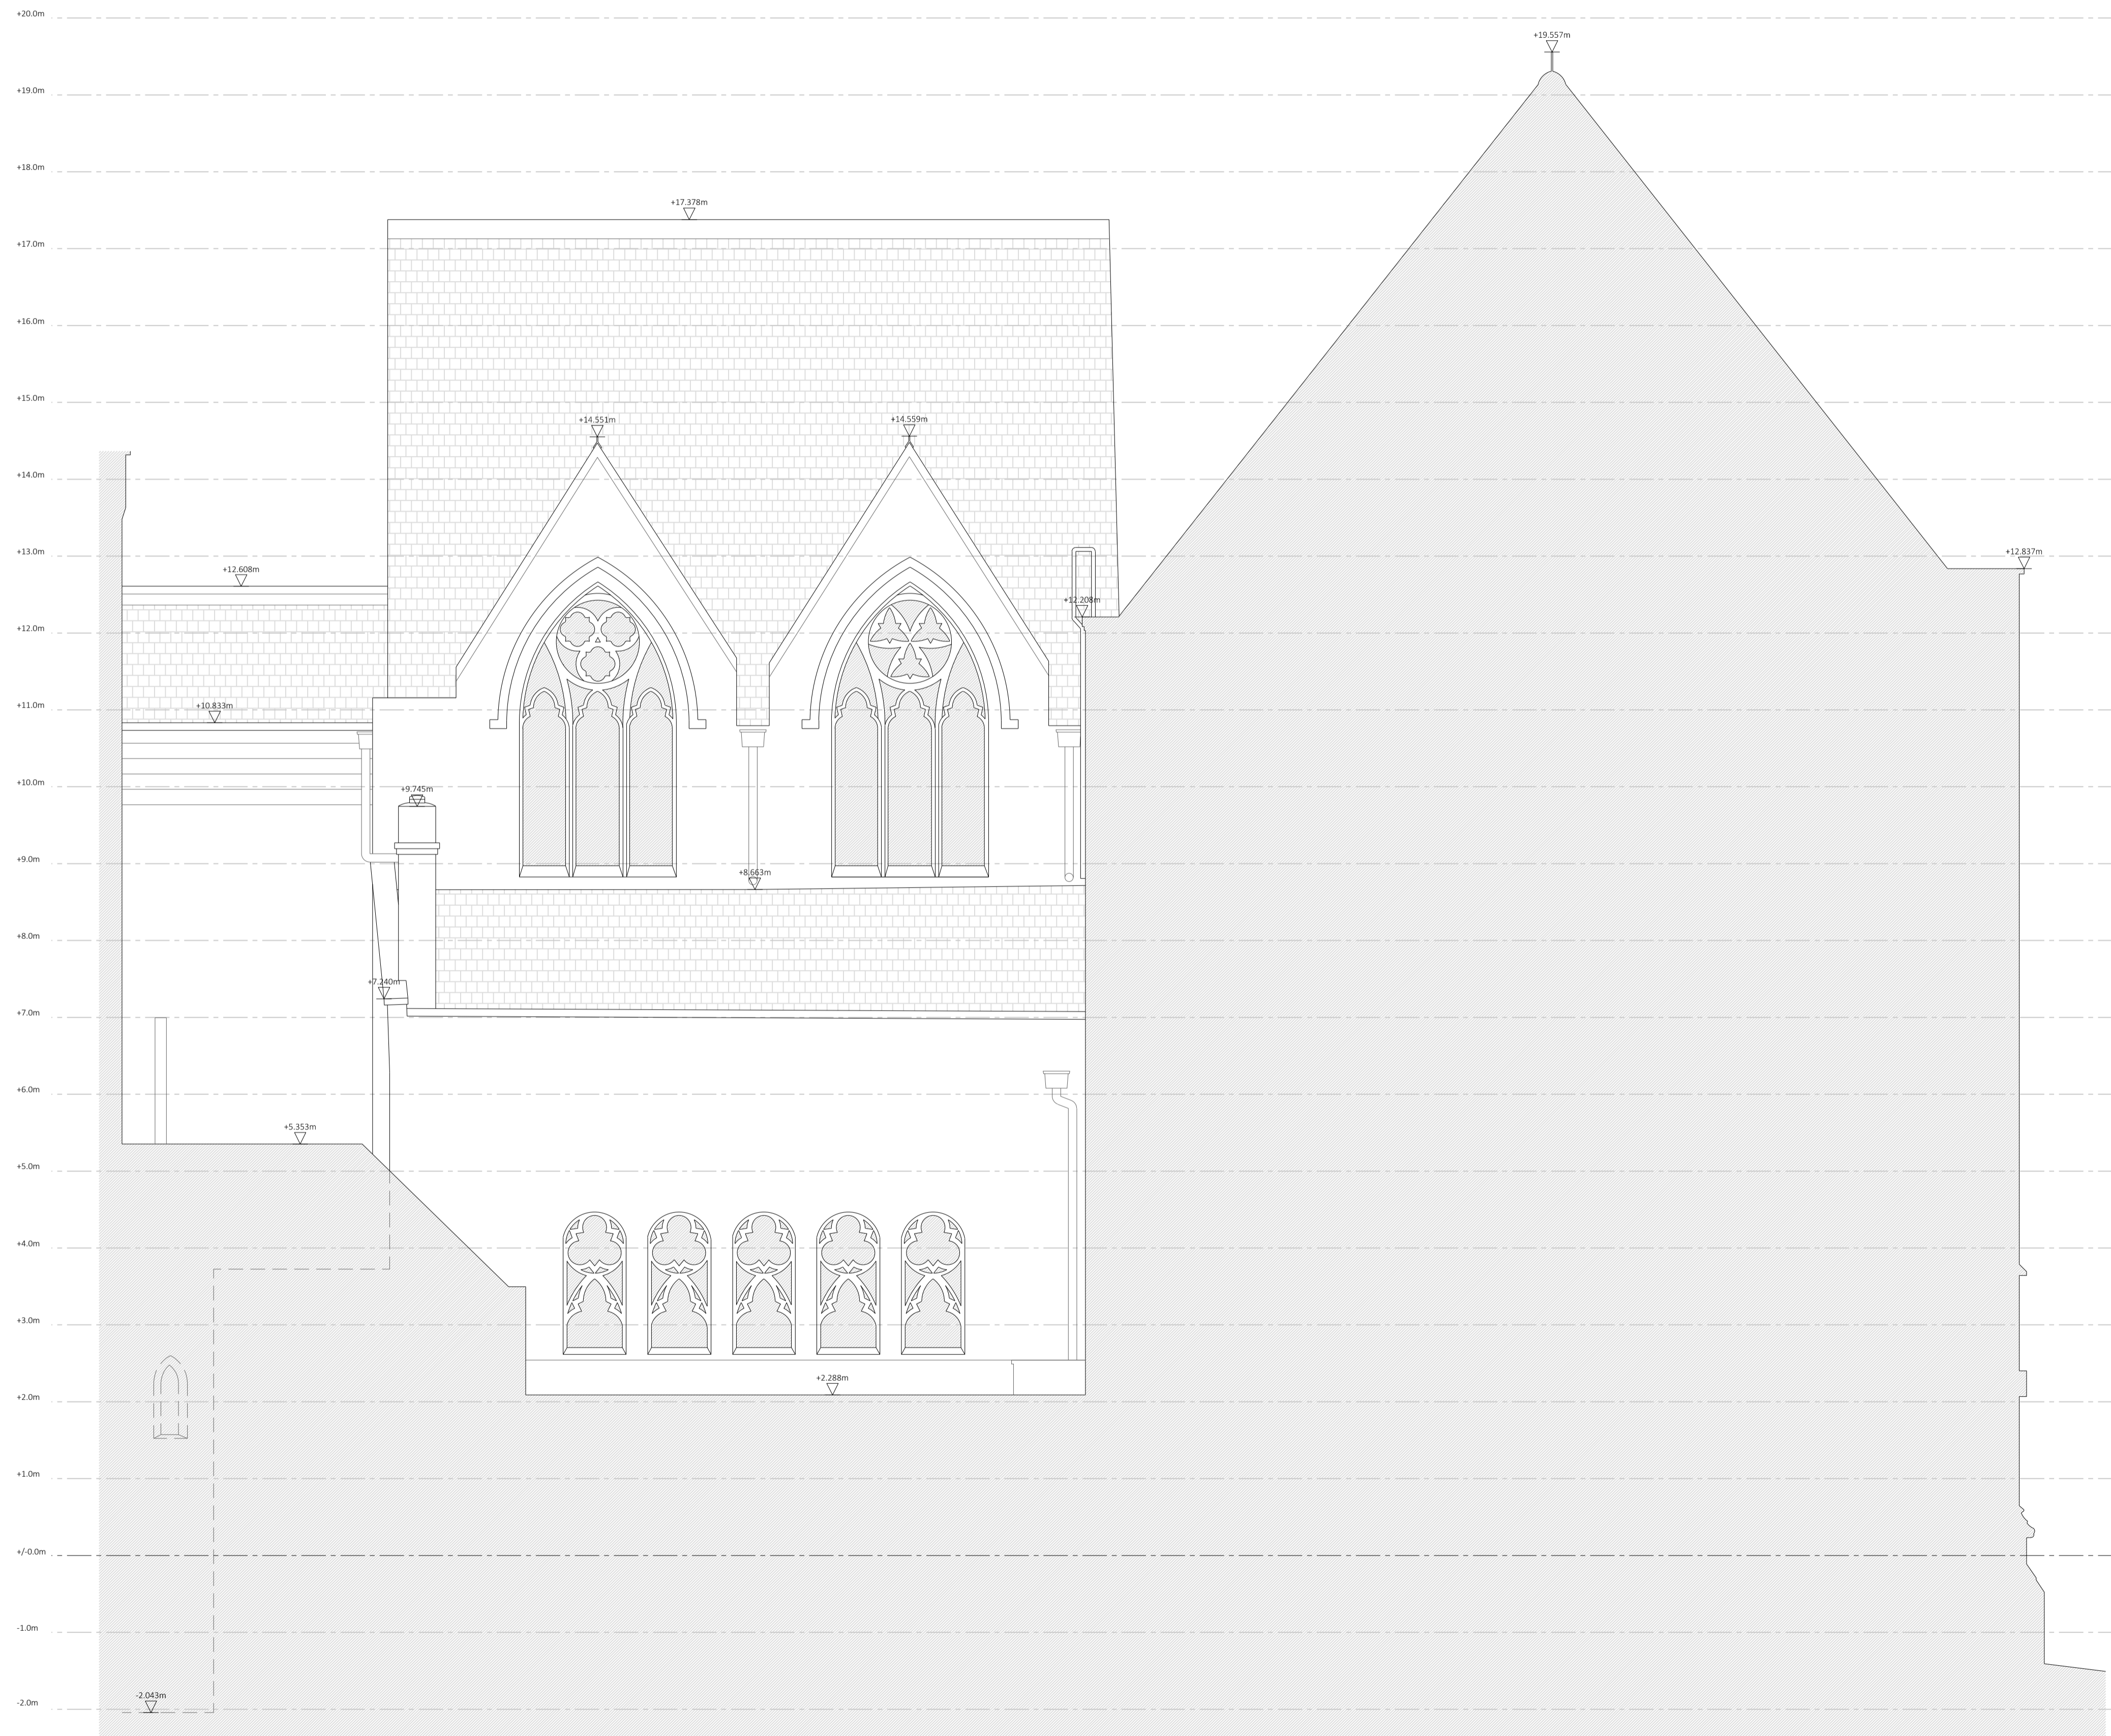 +20.0m
+19.557m
+19.0m
+18.0m
+17.378m
+17.0m
+16.0m
+15.0m
+14.551m
+14.559m
+14.0m
+13.0m
+12.837m
+12.608m
+12.208m
+12.0m
+11.0m
+10.833m
+10.0m
+9.745m
+9.0m
+8.663m
+8.0m
+7.240m
+7.0m
+6.0m
+5.353m
+5.0m
+4.0m
+3.0m
+2.288m
+2.0m
+1.0m
+/-0.0m
-1.0m
-2.043m
-2.0m